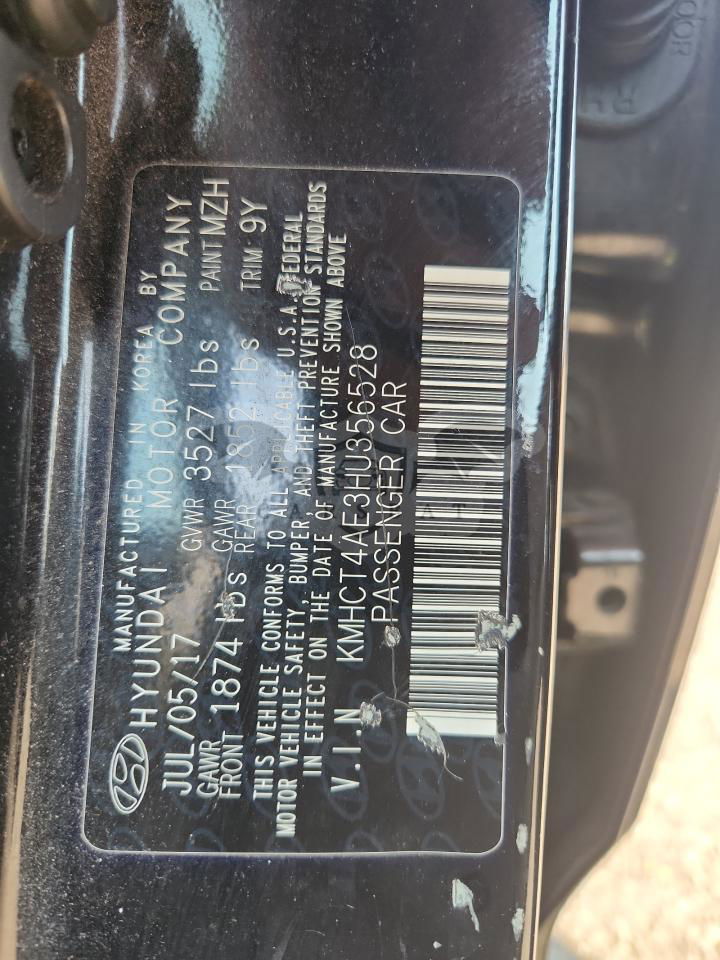 MANUFACTURED IN KOREA BY
HYUNDAI MOTOR COMPANY
JUL/05/17 GVWR 3527 lbs PAINT MZH
GAWR FRONT 1874 lbs GAWR REAR 1852 lbs TRIM 9Y
THIS VEHICLE CONFORMS TO ALL APPLICABLE U.S.A. FEDERAL
MOTOR VEHICLE SAFETY, BUMPER, AND THEFT PREVENTION STANDARDS
IN EFFECT ON THE DATE OF MANUFACTURE SHOWN ABOVE
V.I.N KMHCT4AE3HU356528
PASSENGER CAR